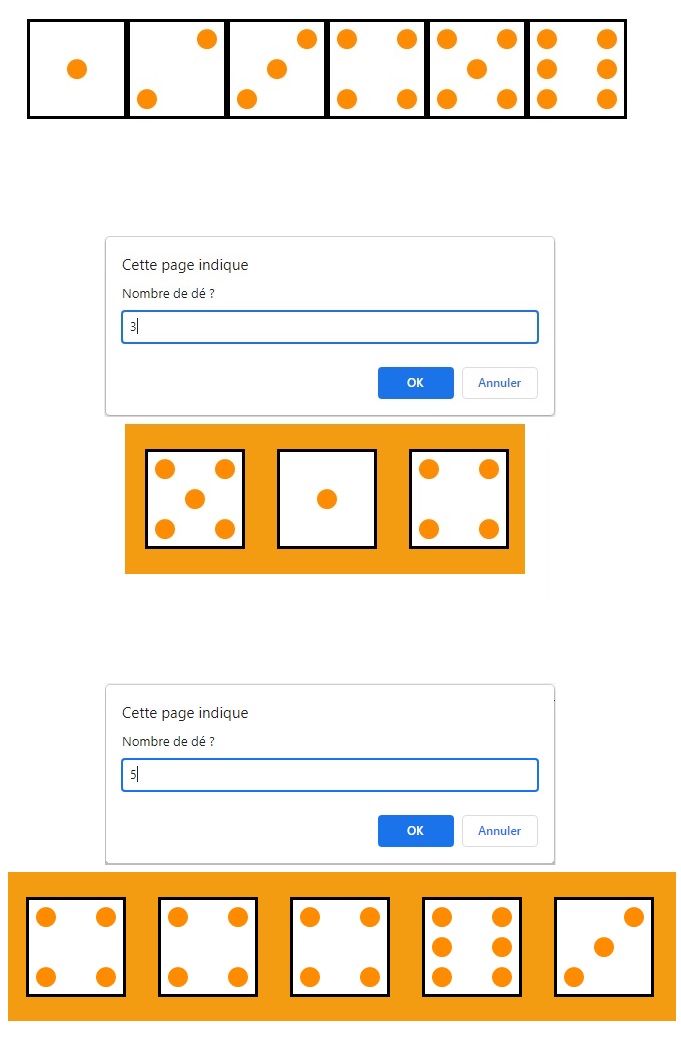 Cette page indique
Nombre de dé ?
3
OK Annuler
Cette page indique
Nombre de dé ?
5
OK Annuler